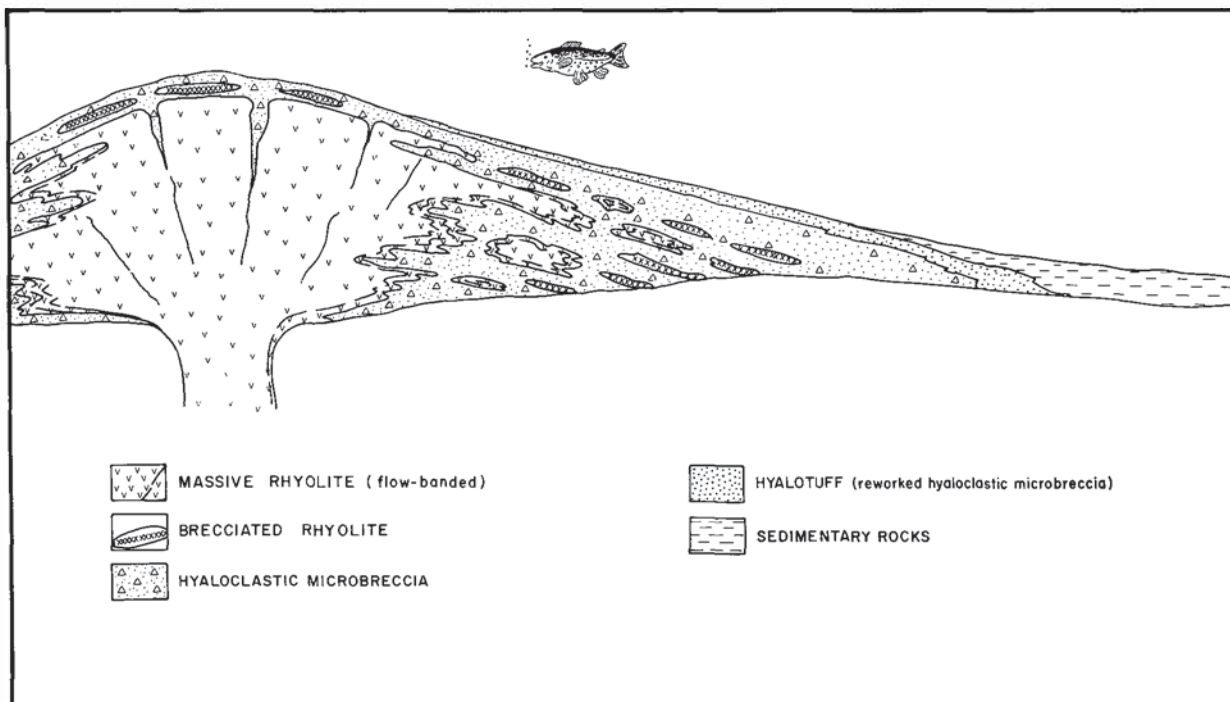 MASSIVE RHYOLITE (flow-banded)
BRECCIATED RHYOLITE
HYALOCLASTIC MICROBRECCIA
HYALOTUFF (reworked hyaloclastic microbreccia)
SEDIMENTARY ROCKS